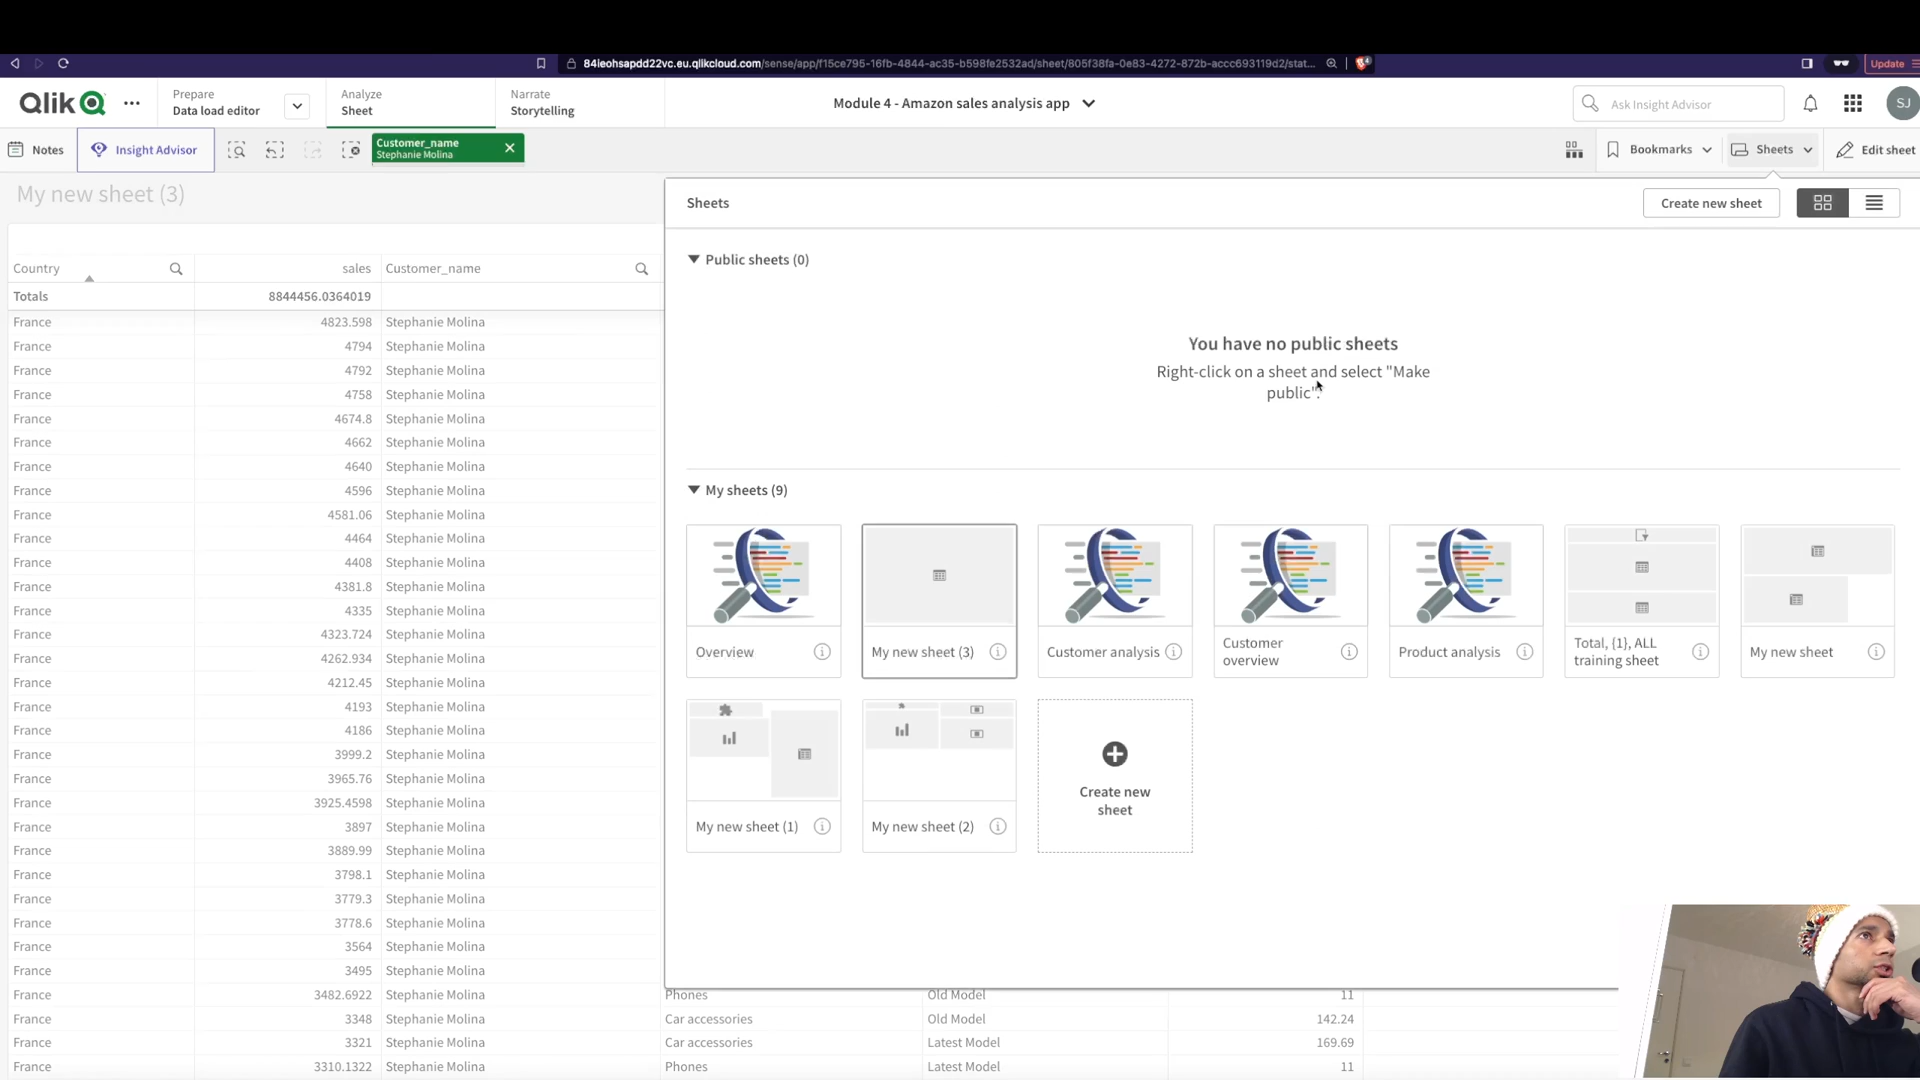 84ieohsapdd22vc.eu.qlikcloud.com/sense/app/f15ce795-16fb-4844-ac35-b598fe2532ad/sheet/805f38fa-0e83-4272-872b-accc693119d2/stat...
Update
Qlik
Prepare
Data load editor
Analyze
Sheet
Narrate
Storytelling
Module 4 - Amazon sales analysis app
Ask Insight Advisor
SJ
Notes
Insight Advisor
Customer_name
Stephanie Molina
Bookmarks
Sheets
Edit sheet
My new sheet (3)
Country sales Customer_name
Totals 8844456.0364019
France 4823.598 Stephanie Molina
France 4794 Stephanie Molina
France 4792 Stephanie Molina
France 4758 Stephanie Molina
France 4674.8 Stephanie Molina
France 4662 Stephanie Molina
France 4640 Stephanie Molina
France 4596 Stephanie Molina
France 4581.06 Stephanie Molina
France 4464 Stephanie Molina
France 4408 Stephanie Molina
France 4381.8 Stephanie Molina
France 4335 Stephanie Molina
France 4323.724 Stephanie Molina
France 4262.934 Stephanie Molina
France 4212.45 Stephanie Molina
France 4193 Stephanie Molina
France 4186 Stephanie Molina
France 3999.2 Stephanie Molina
France 3965.76 Stephanie Molina
France 3925.4598 Stephanie Molina
France 3897 Stephanie Molina
France 3889.99 Stephanie Molina
France 3798.1 Stephanie Molina
France 3779.3 Stephanie Molina
France 3778.6 Stephanie Molina
France 3564 Stephanie Molina
France 3495 Stephanie Molina
France 3482.6922 Stephanie Molina Phones Old Model 11
France 3348 Stephanie Molina Car accessories Old Model 142.24
France 3321 Stephanie Molina Car accessories Latest Model 169.69
France 3310.1322 Stephanie Molina Phones Latest Model 11
Sheets
Create new sheet
Public sheets (0)
You have no public sheets
Right-click on a sheet and select "Make
public".
My sheets (9)
Overview
My new sheet (3)
Customer analysis
Customer
overview
Product analysis
Total, {1}, ALL
training sheet
My new sheet
My new sheet (1)
My new sheet (2)
Create new
sheet